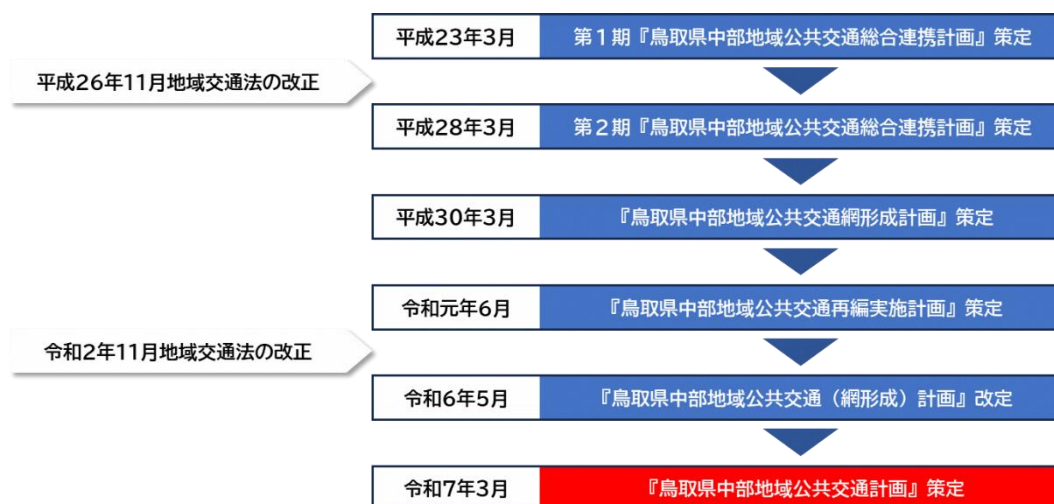 平成23年3月 第1期『鳥取県中部地域公共交通総合連携計画』策定
平成26年11月地域交通法の改正
平成28年3月 第2期『鳥取県中部地域公共交通総合連携計画』策定
平成30年3月 『鳥取県中部地域公共交通網形成計画』策定
令和元年6月 『鳥取県中部地域公共交通再編実施計画』策定
令和2年11月地域交通法の改正
令和6年5月 『鳥取県中部地域公共交通（網形成）計画』改定
令和7年3月 『鳥取県中部地域公共交通計画』策定